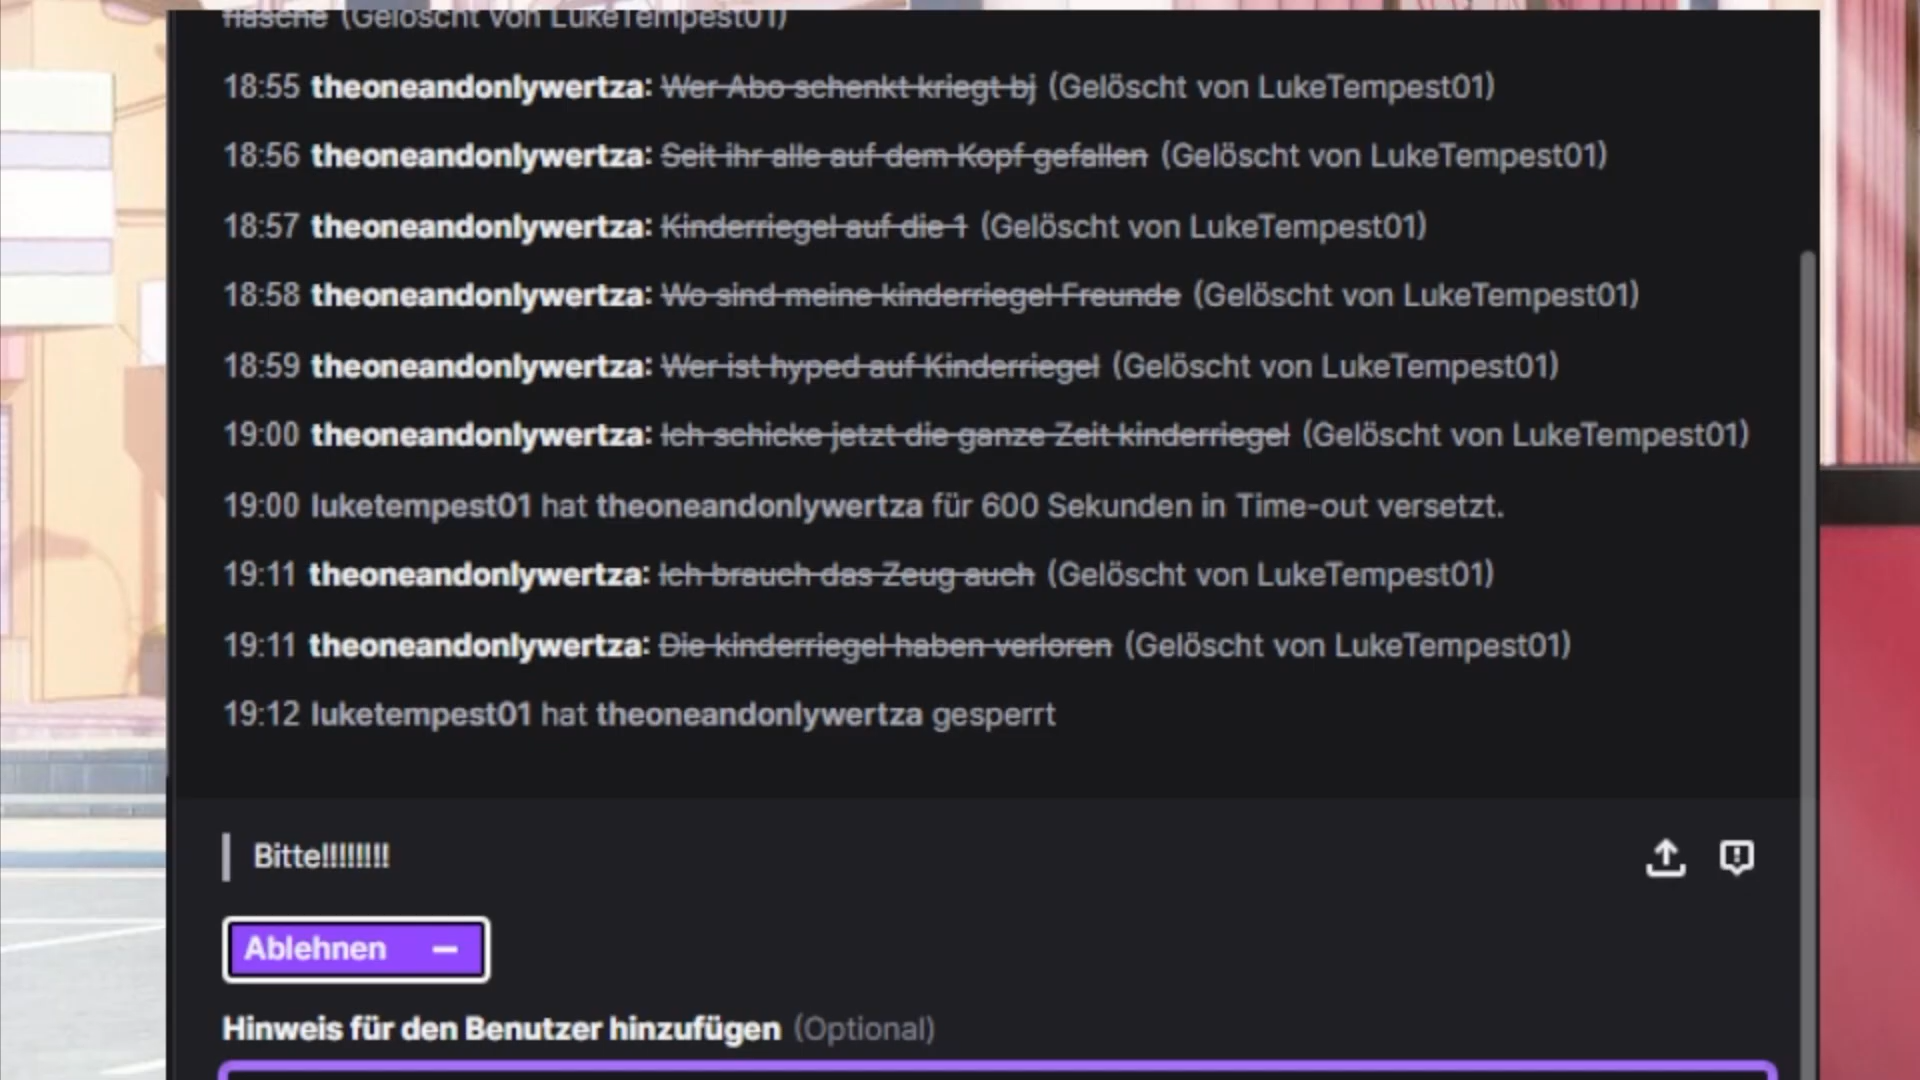 flasche (Gelöscht von LukeTempest01)
18:55 theoneandonlywertza: Wer Abo schenkt kriegt bj (Gelöscht von LukeTempest01)
18:56 theoneandonlywertza: Seit ihr alle auf dem Kopf gefallen (Gelöscht von LukeTempest01)
18:57 theoneandonlywertza: Kinderriegel auf die 1 (Gelöscht von LukeTempest01)
18:58 theoneandonlywertza: Wo sind meine kinderriegel Freunde (Gelöscht von LukeTempest01)
18:59 theoneandonlywertza: Wer ist hyped auf Kinderriegel (Gelöscht von LukeTempest01)
19:00 theoneandonlywertza: Ich schicke jetzt die ganze Zeit kinderriegel (Gelöscht von LukeTempest01)
19:00 luketempest01 hat theoneandonlywertza für 600 Sekunden in Time-out versetzt.
19:11 theoneandonlywertza: Ich brauch das Zeug auch (Gelöscht von LukeTempest01)
19:11 theoneandonlywertza: Die kinderriegel haben verloren (Gelöscht von LukeTempest01)
19:12 luketempest01 hat theoneandonlywertza gesperrt
Bitte!!!!!!!!
Ablehnen
Hinweis für den Benutzer hinzufügen (Optional)